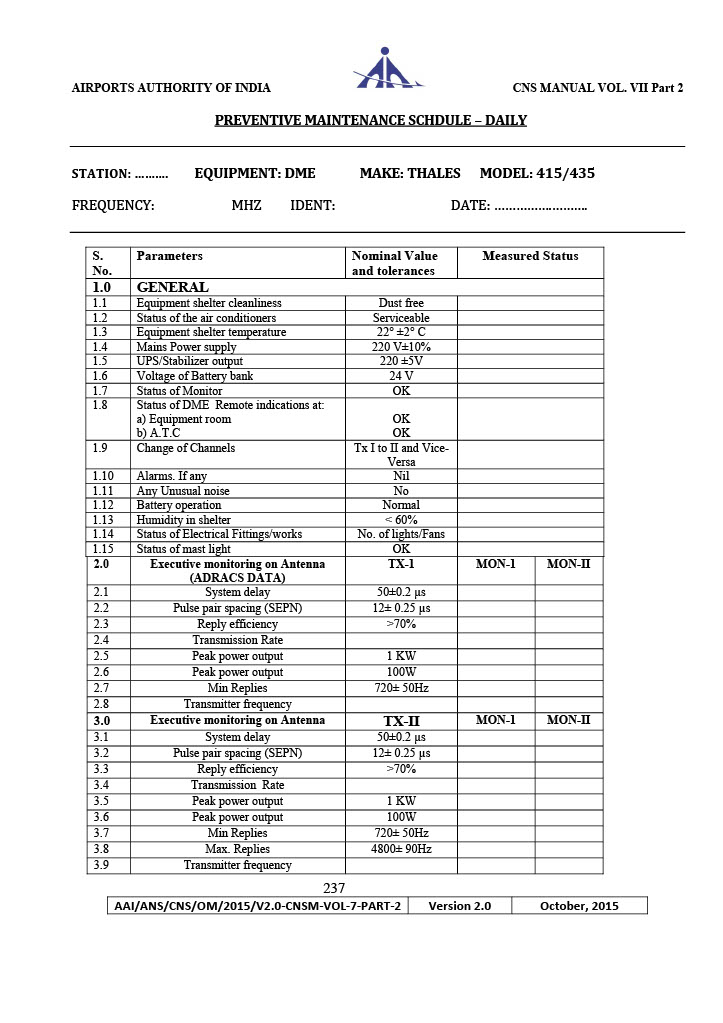 AIRPORTS AUTHORITY OF INDIA CNS MANUAL VOL. VII Part 2
PREVENTIVE MAINTENANCE SCHDULE – DAILY
STATION: ………. EQUIPMENT: DME MAKE: THALES MODEL: 415/435
FREQUENCY: MHZ IDENT: DATE: …………………….
S. No. Parameters Nominal Value and tolerances Measured Status
1.0 GENERAL
1.1 Equipment shelter cleanliness Dust free
1.2 Status of the air conditioners Serviceable
1.3 Equipment shelter temperature 22° ±2° C
1.4 Mains Power supply 220 V±10%
1.5 UPS/Stabilizer output 220 ±5V
1.6 Voltage of Battery bank 24 V
1.7 Status of Monitor OK
1.8 Status of DME Remote indications at:
a) Equipment room OK
b) A.T.C OK
1.9 Change of Channels Tx I to II and Vice-Versa
1.10 Alarms. If any Nil
1.11 Any Unusual noise No
1.12 Battery operation Normal
1.13 Humidity in shelter < 60%
1.14 Status of Electrical Fittings/works No. of lights/Fans
1.15 Status of mast light OK
2.0 Executive monitoring on Antenna (ADRACS DATA) TX-1 MON-1 MON-II
2.1 System delay 50±0.2 µs
2.2 Pulse pair spacing (SEPN) 12± 0.25 µs
2.3 Reply efficiency >70%
2.4 Transmission Rate
2.5 Peak power output 1 KW
2.6 Peak power output 100W
2.7 Min Replies 720± 50Hz
2.8 Transmitter frequency
3.0 Executive monitoring on Antenna TX-II MON-1 MON-II
3.1 System delay 50±0.2 µs
3.2 Pulse pair spacing (SEPN) 12± 0.25 µs
3.3 Reply efficiency >70%
3.4 Transmission Rate
3.5 Peak power output 1 KW
3.6 Peak power output 100W
3.7 Min Replies 720± 50Hz
3.8 Max. Replies 4800± 90Hz
3.9 Transmitter frequency
237
AAI/ANS/CNS/OM/2015/V2.0-CNSM-VOL-7-PART-2 Version 2.0 October, 2015